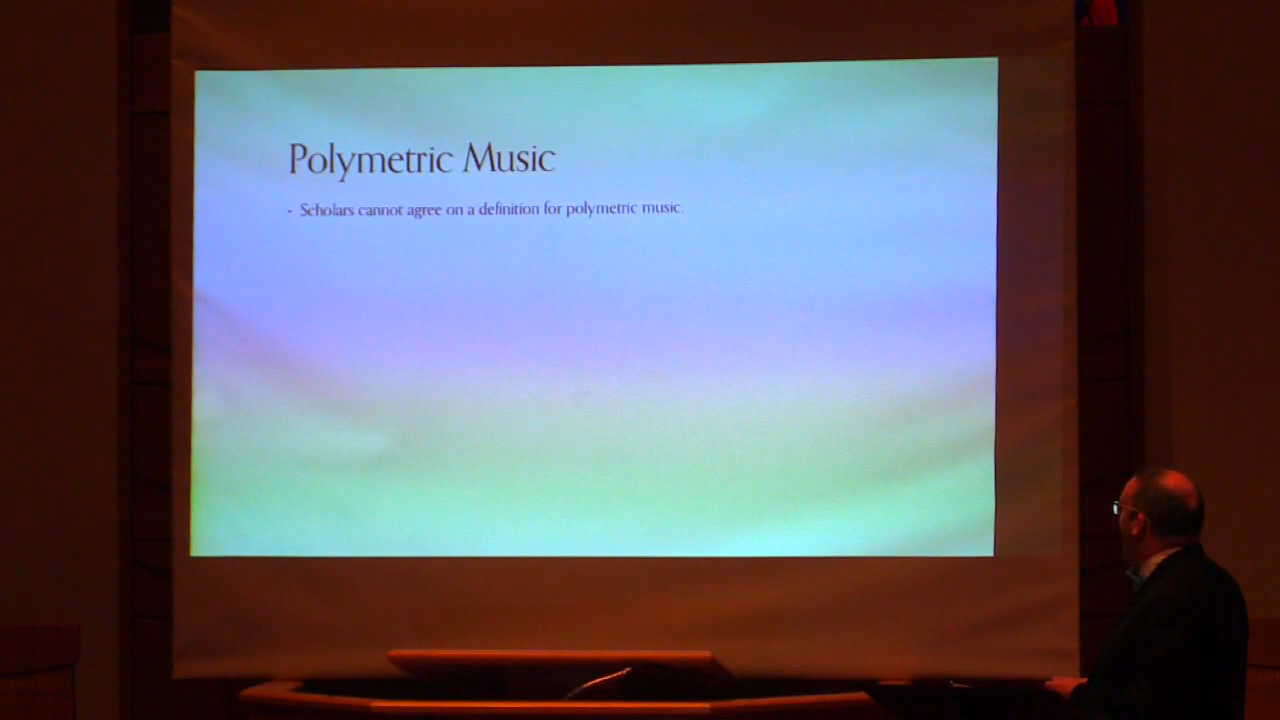 Polymetric Music
- Scholars cannot agree on a definition for polymetric music.